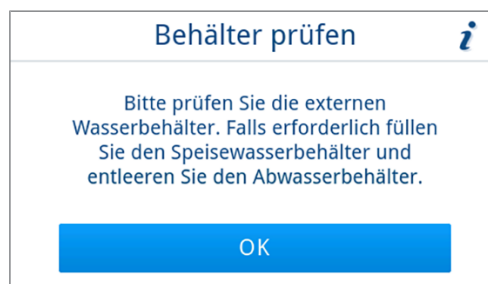 Behälter prüfen i
Bitte prüfen Sie die externen
Wasserbehälter. Falls erforderlich füllen
Sie den Speisewasserbehälter und
entleeren Sie den Abwasserbehälter.
OK